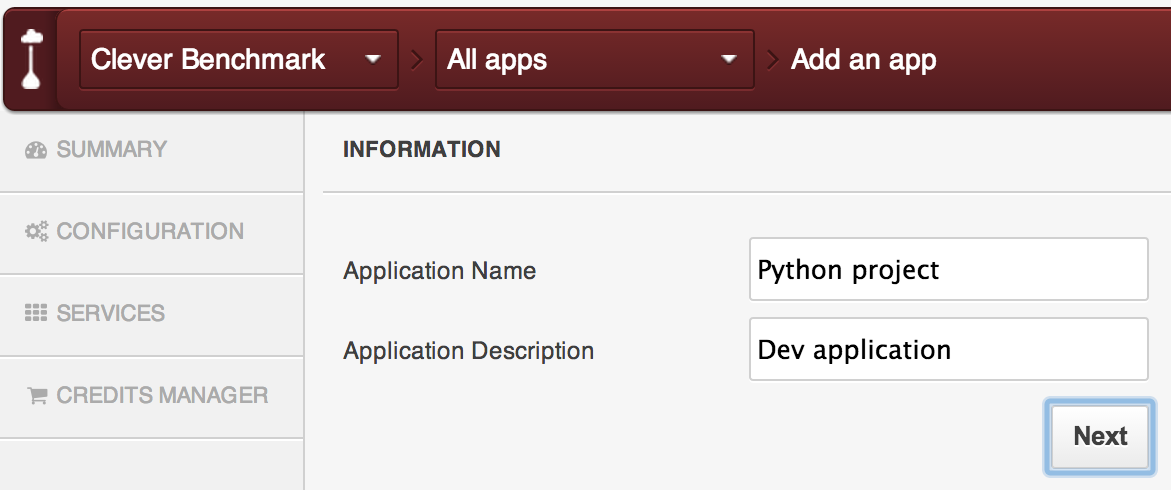 Clever Benchmark All apps Add an app
SUMMARY
CONFIGURATION
SERVICES
CREDITS MANAGER
INFORMATION
Application Name Python project
Application Description Dev application
Next